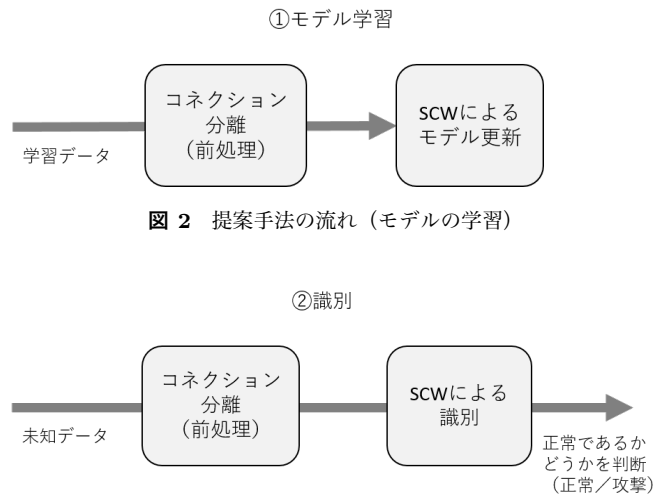 ①モデル学習
コネクション
分離
(前処理)
SCWによる
モデル更新
学習データ
図 2 提案手法の流れ（モデルの学習）
②識別
コネクション
分離
(前処理)
SCWによる
識別
未知データ
正常であるか
どうかを判断
（正常／攻撃）